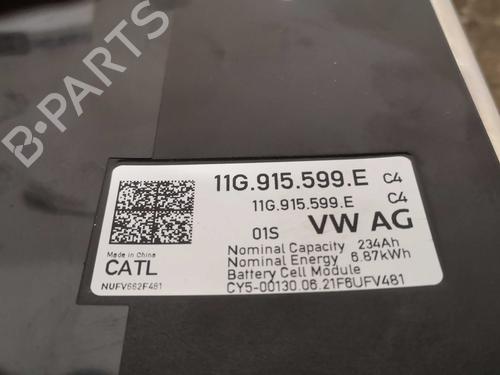 B-PARTS
11G.915.599.E C4
11G.915.599.E C4
01S VW AG
Nominal Capacity 234Ah
Nominal Energy 6.87kWh
Battery Cell Module
CY5-00130.06.21F6UFV481
Made in China
CATL
NUFV662F481